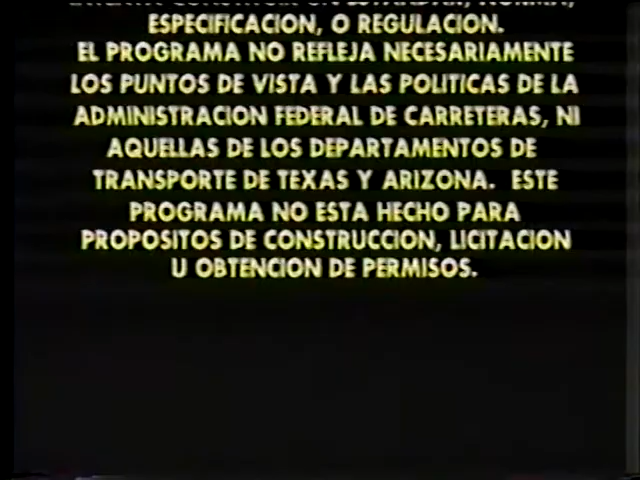 ESPECIFICACION, O REGULACION.
EL PROGRAMA NO REFLEJA NECESARIAMENTE
LOS PUNTOS DE VISTA Y LAS POLITICAS DE LA
ADMINISTRACION FEDERAL DE CARRETERAS, NI
AQUELLAS DE LOS DEPARTAMENTOS DE
TRANSPORTE DE TEXAS Y ARIZONA. ESTE
PROGRAMA NO ESTA HECHO PARA
PROPOSITOS DE CONSTRUCCION, LICITACION
U OBTENCION DE PERMISOS.